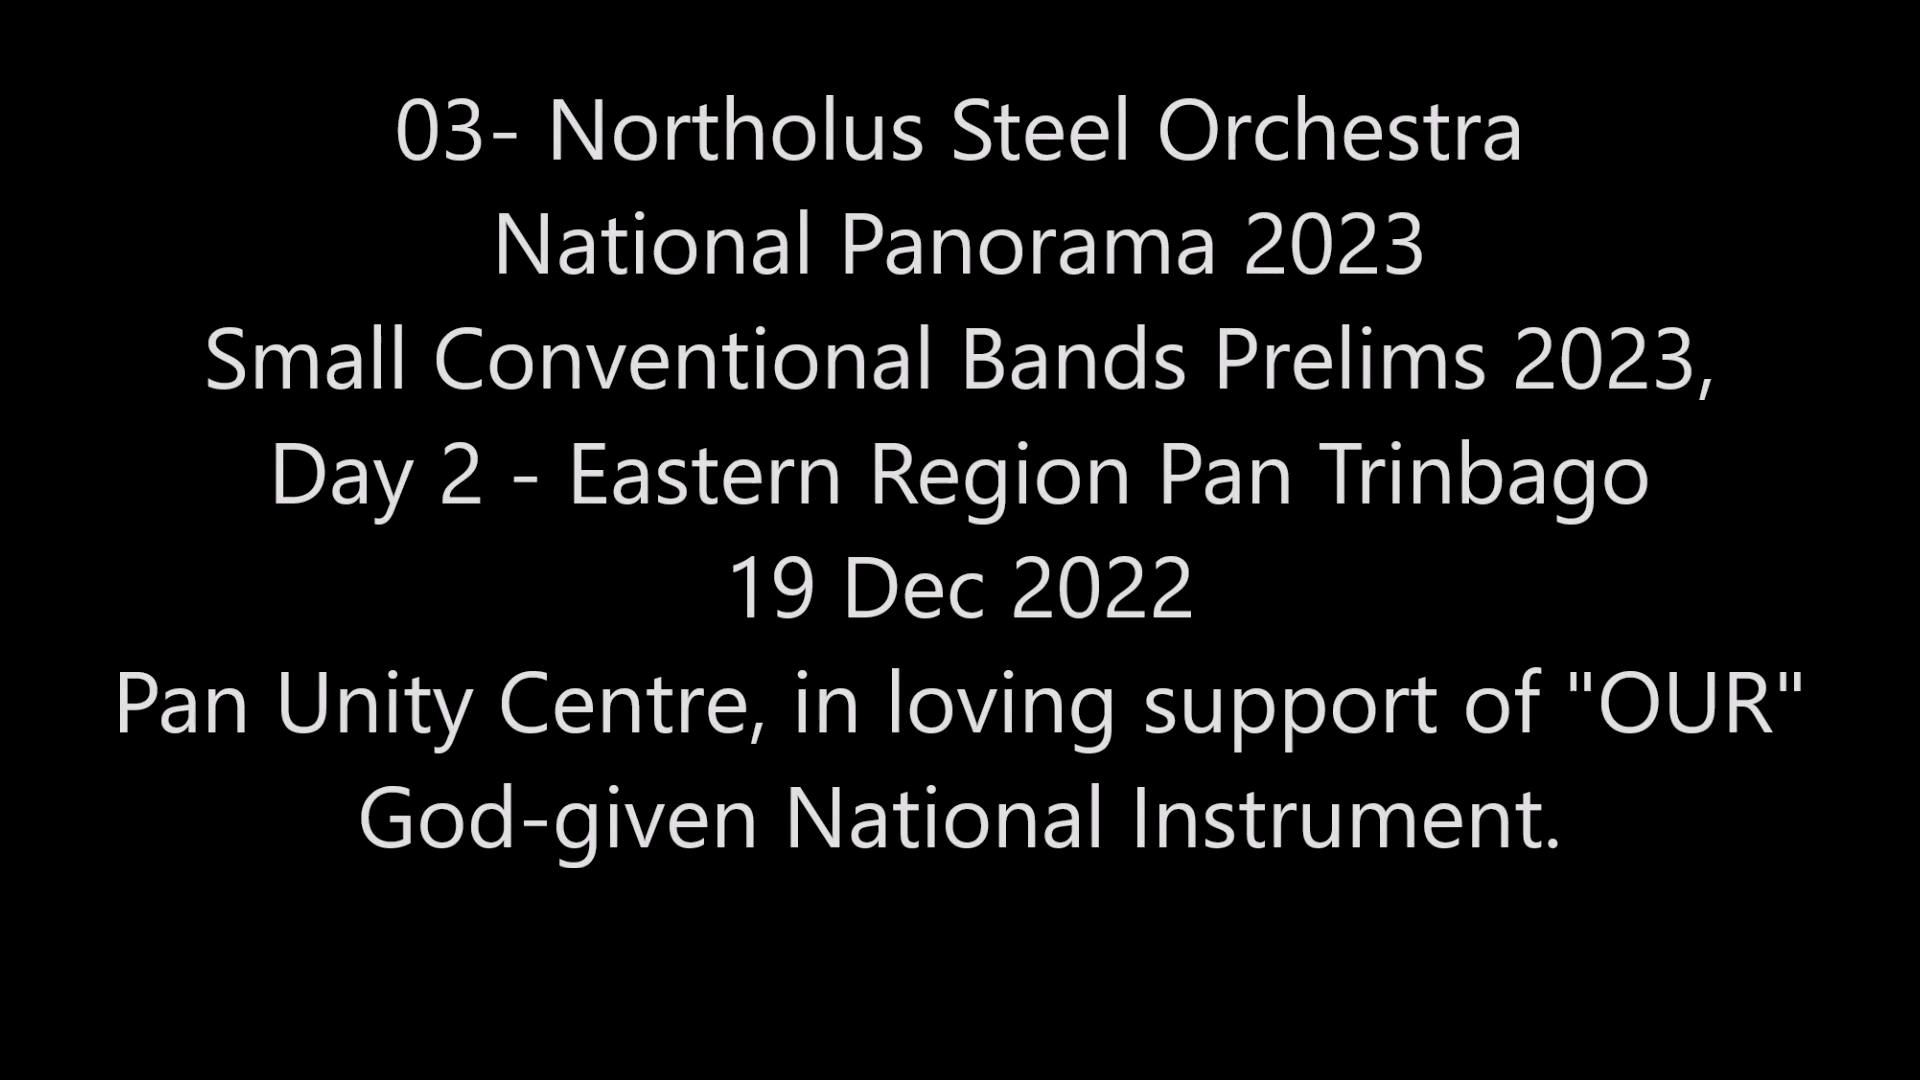 03- Northolus Steel Orchestra
National Panorama 2023
Small Conventional Bands Prelims 2023,
Day 2 - Eastern Region Pan Trinbago
19 Dec 2022
Pan Unity Centre, in loving support of "OUR"
God-given National Instrument.